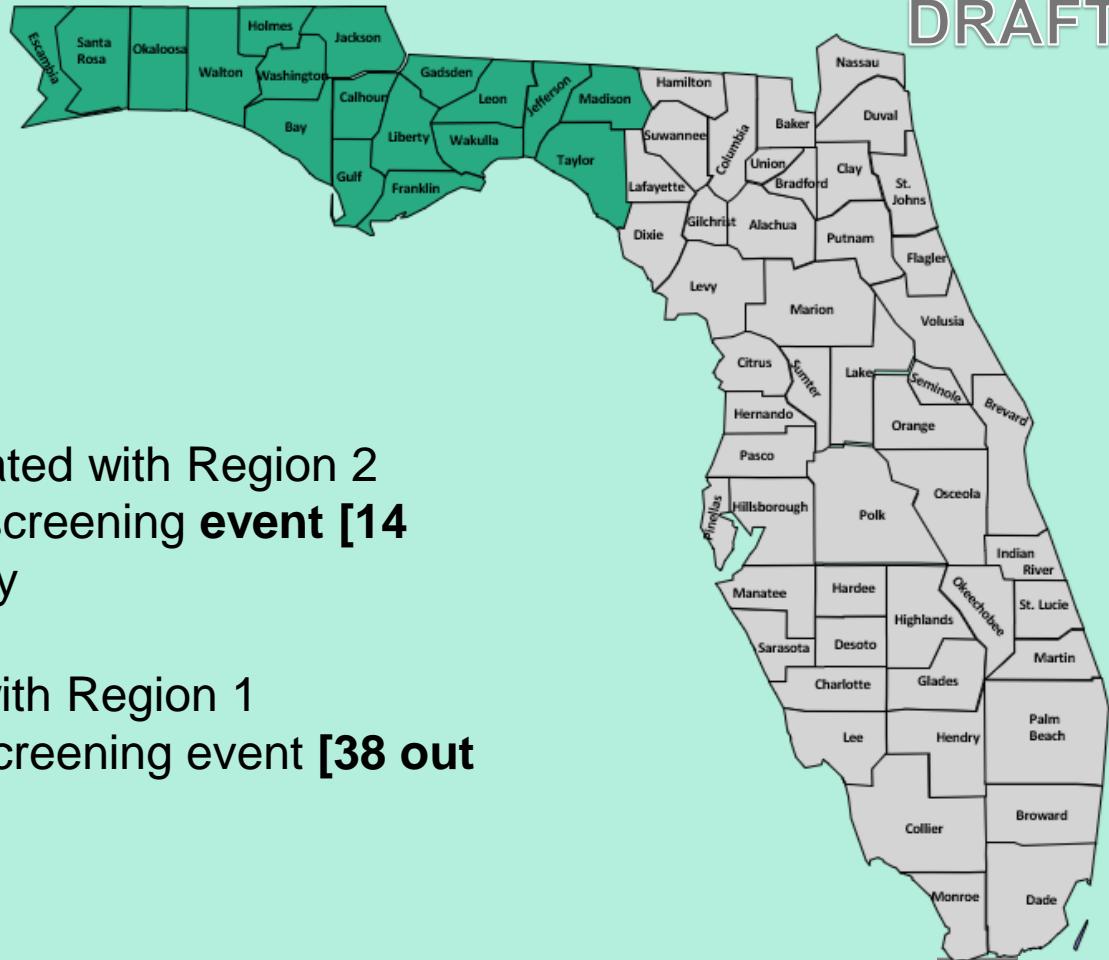 DRAFT
Escambia
Santa
Rosa
Okaloosa
Walton
Holmes
Washington
Jackson
Bay
Calhoun
Gulf
Gadsden
Liberty
Franklin
Leon
Wakulla
Jefferson
Madison
Taylor
Hamilton
Suwannee
Lafayette
Columbia
Baker
Nassau
Duval
Union
Bradford
Clay
St.
Johns
Dixie
Gilchrist
Alachua
Putnam
Flagler
Levy
Marion
Volusia
Citrus
Sumter
Lake
Seminole
Brevard
Hernando
Orange
Pasco
Pinellas
Hillsborough
Polk
Osceola
Indian
River
Manatee
Hardee
Highlands
Okeechobee
St. Lucie
Sarasota
Desoto
Martin
Charlotte
Glades
Lee
Hendry
Palm
Beach
Collier
Broward
Monroe
Dade
ated with Region 2
screening event [14
y
with Region 1
creening event [38 out